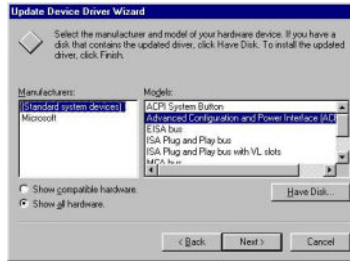 Update Device Driver Wizard
Select the manufacturer and model of your hardware device. If you have a
disk that contains the updated driver, click Have Disk. To install the updated
driver, click Finish.
Manufacturers:
Models:
(Standard system devices)
Microsoft
ACPI System Button
Advanced Configuration and Power Interface (ACI
EISA bus
ISA Plug and Play bus
ISA Plug and Play bus with VL slots
MCA bus
Show compatible hardware.
Show all hardware.
Have Disk...
< Back
Next >
Cancel